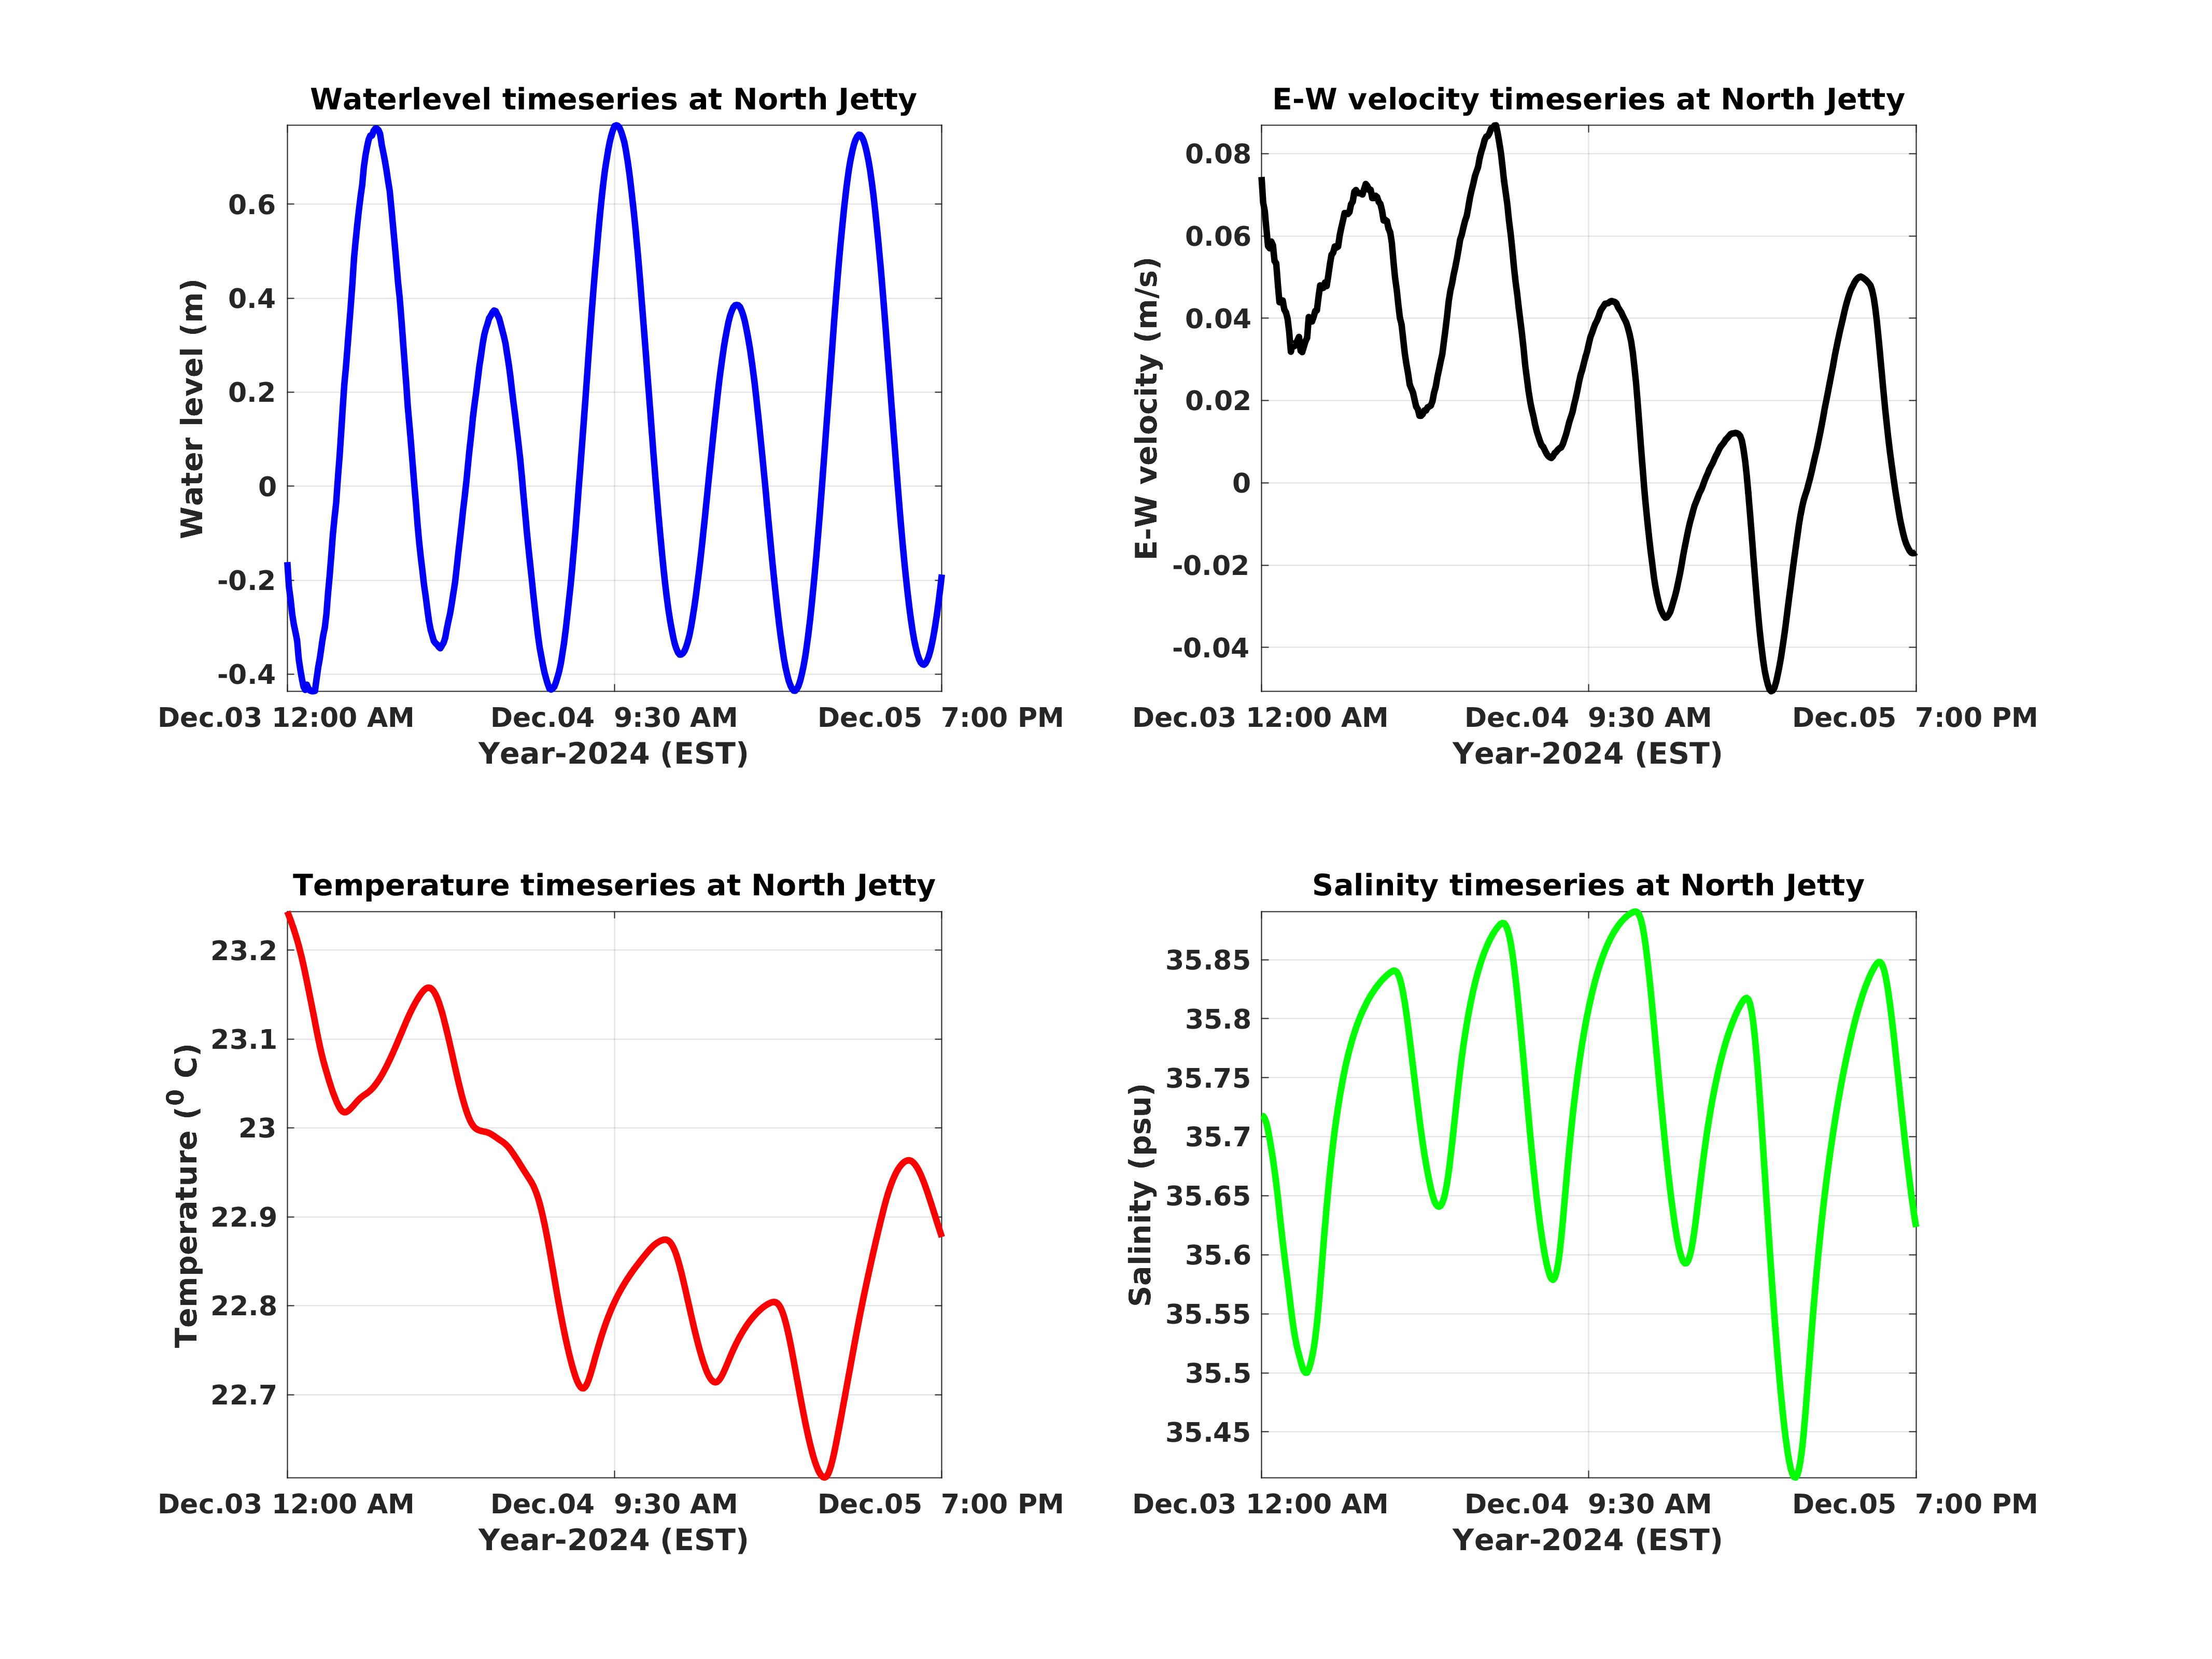 Waterlevel timeseries at North Jetty
Water level (m)
0.6
0.4
0.2
0
-0.2
-0.4
Dec.03 12:00 AM
Dec.04 9:30 AM
Dec.05 7:00 PM
Year-2024 (EST)
E-W velocity timeseries at North Jetty
E-W velocity (m/s)
0.08
0.06
0.04
0.02
0
-0.02
-0.04
Dec.03 12:00 AM
Dec.04 9:30 AM
Dec.05 7:00 PM
Year-2024 (EST)
Temperature timeseries at North Jetty
Temperature (⁰ C)
23.2
23.1
23
22.9
22.8
22.7
Dec.03 12:00 AM
Dec.04 9:30 AM
Dec.05 7:00 PM
Year-2024 (EST)
Salinity timeseries at North Jetty
Salinity (psu)
35.85
35.8
35.75
35.7
35.65
35.6
35.55
35.5
35.45
Dec.03 12:00 AM
Dec.04 9:30 AM
Dec.05 7:00 PM
Year-2024 (EST)